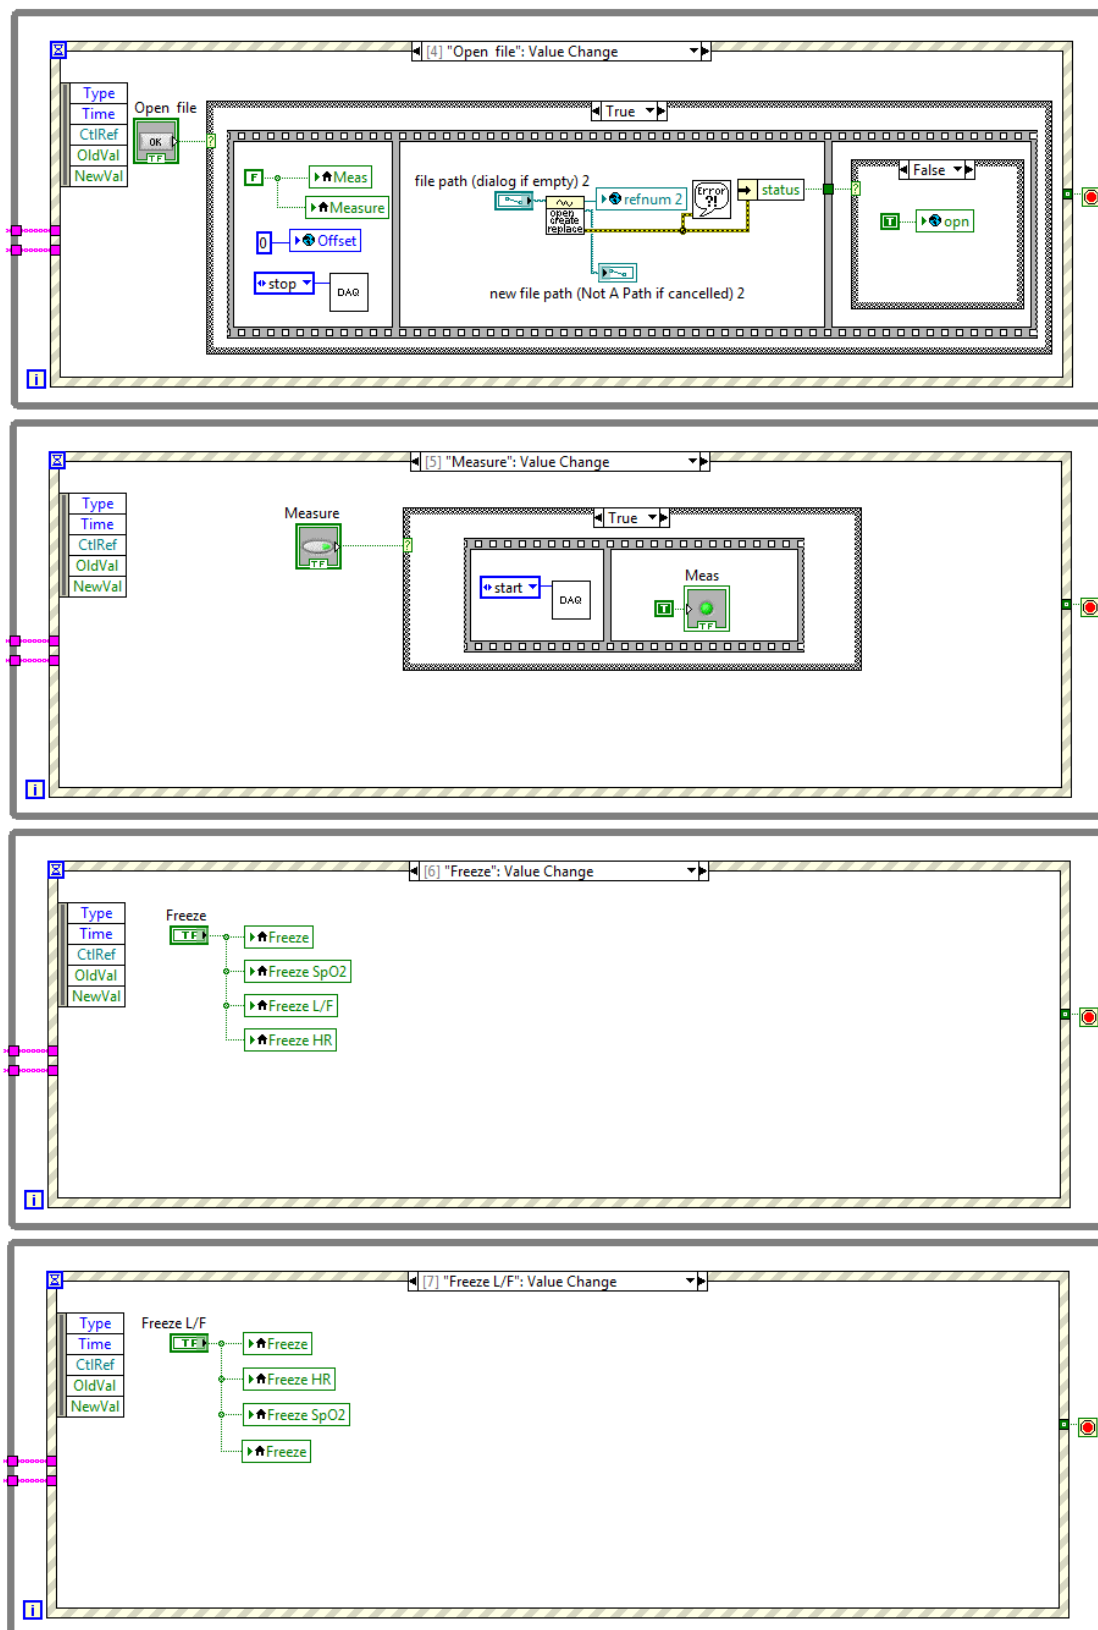 [4] "Open file": Value Change
Type
Time
CtlRef
OldVal
NewVal
Open file
OK
TF
?
True
F
Meas
Measure
0
Offset
stop
DAQ
file path (dialog if empty) 2
open
create
replace
refnum 2
Error
?!
status
new file path (Not A Path if cancelled) 2
?
False
T
opn
i
[5] "Measure": Value Change
Type
Time
CtlRef
OldVal
NewVal
Measure
TF
?
True
start
DAQ
Meas
T
TF
i
[6] "Freeze": Value Change
Type
Time
CtlRef
OldVal
NewVal
Freeze
TF
Freeze
Freeze SpO2
Freeze L/F
Freeze HR
i
[7] "Freeze L/F": Value Change
Type
Time
CtlRef
OldVal
NewVal
Freeze L/F
TF
Freeze
Freeze HR
Freeze SpO2
Freeze
i